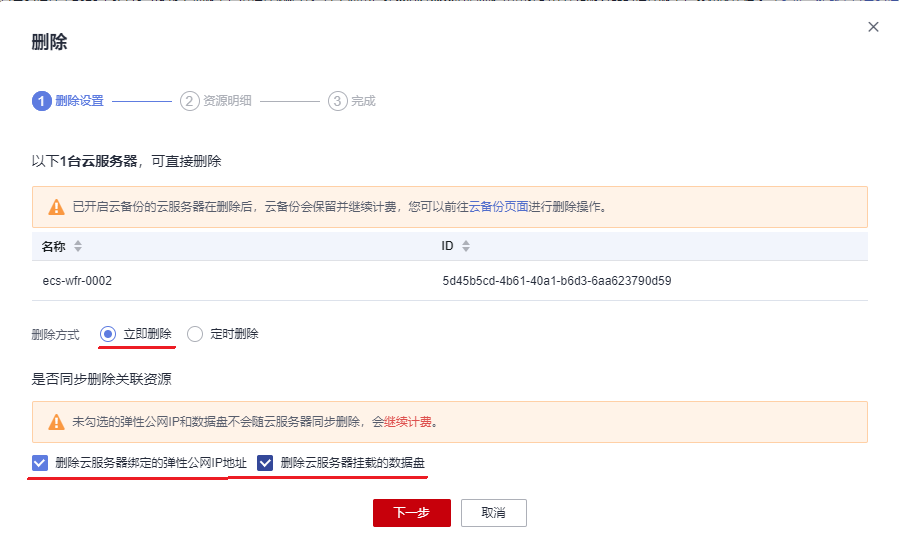 删除
1 删除设置 2 资源明细 3 完成
以下1台云服务器，可直接删除
已开启云备份的云服务器在删除后，云备份会保留并继续计费，您可以前往云备份页面进行删除操作。
名称 ID
ecs-wfr-0002 5d45b5cd-4b61-40a1-b6d3-6aa623790d59
删除方式 立即删除 定时删除
是否同步删除关联资源
未勾选的弹性公网IP和数据盘不会随云服务器同步删除，会继续计费。
删除云服务器绑定的弹性公网IP地址 删除云服务器挂载的数据盘
下一步 取消